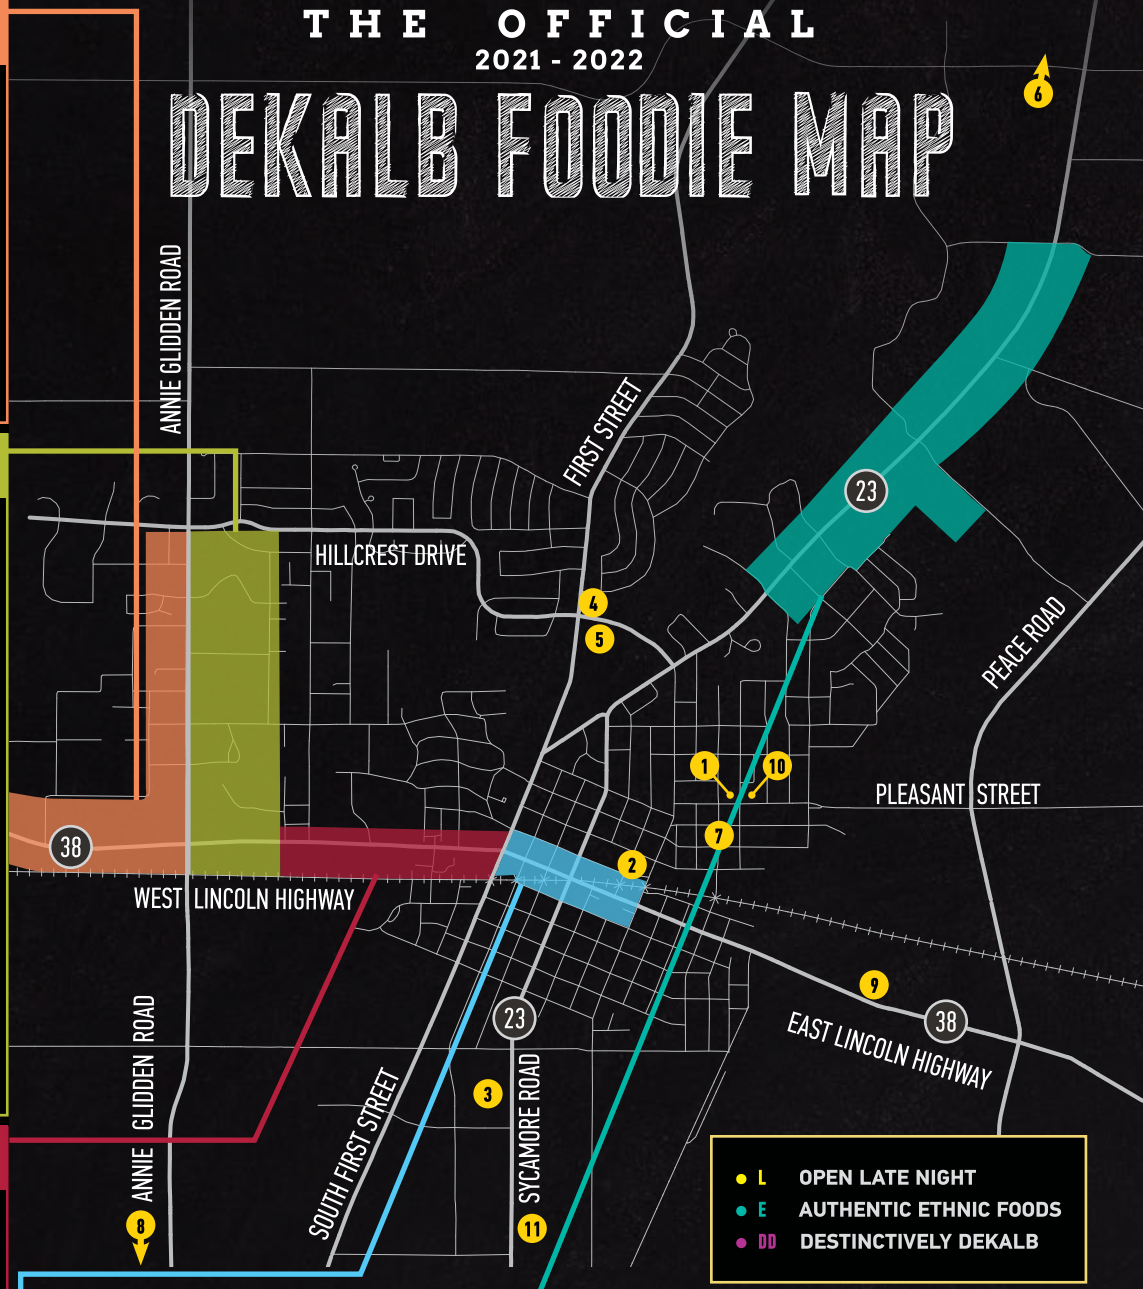 THE OFFICIAL
2021 - 2022
DEKALB FOODIE MAP
6
ANNIE GLIDDEN ROAD
FIRST STREET
23
HILLCREST DRIVE
4
5
PEACE ROAD
1
10
PLEASANT STREET
7
38
2
WEST LINCOLN HIGHWAY
9
23
38
EAST LINCOLN HIGHWAY
ANNIE GLIDDEN ROAD
3
SOUTH FIRST STREET
SYCAMORE ROAD
8
11
L OPEN LATE NIGHT
E AUTHENTIC ETHNIC FOODS
DD DESTINCTIVELY DEKALB